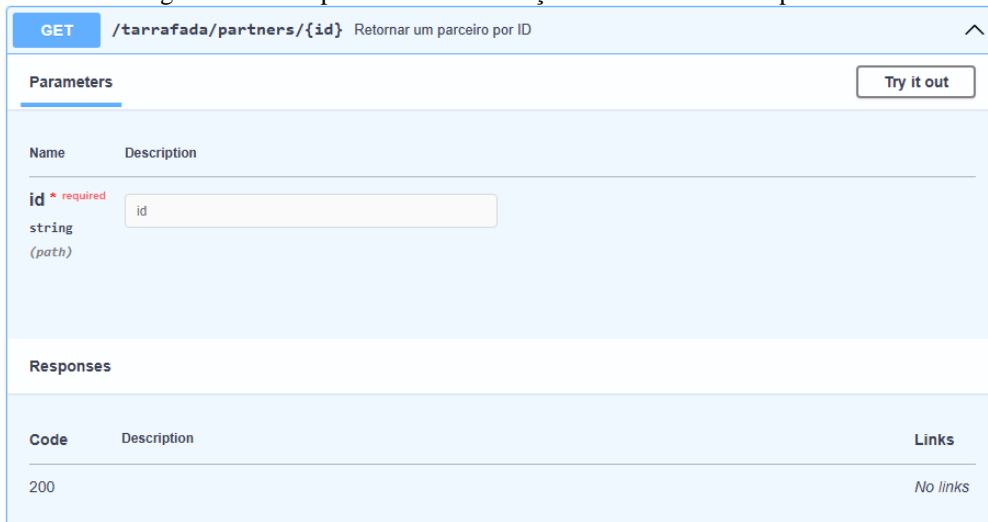 GET /tarrafada/partners/{id} Retornar um parceiro por ID
Parameters
Try it out
Name Description
id * required
id
string
(path)
Responses
Code Description Links
200 No links